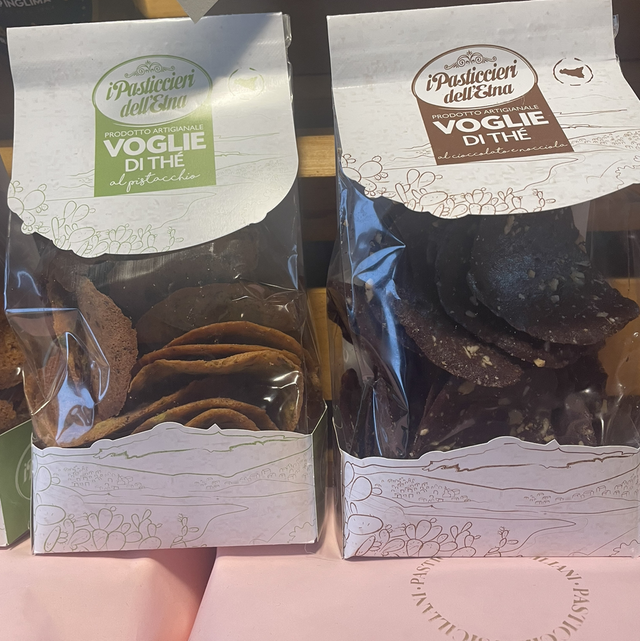 INGLIMA
iPasticcieri
dell'Etna
PRODOTTO ARTIGIANALE
VOGLIE
DI THÉ
al pistacchio
iPasticcieri
dell'Etna
PRODOTTO ARTIGIANALE
VOGLIE
DI THÉ
al cioccolato e nocciola